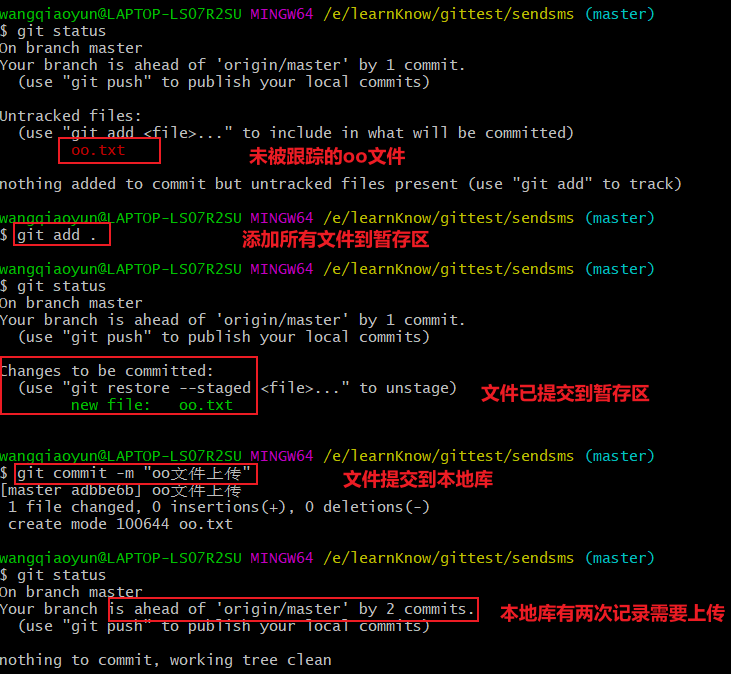 wangqiaoyun@LAPTOP-LS07R2SU MINGW64 /e/learnKnow/gittest/sendsms (master)
$ git status
On branch master
Your branch is ahead of 'origin/master' by 1 commit.
(use "git push" to publish your local commits)
Untracked files:
(use "git add <file>..." to include in what will be committed)
oo.txt
未被跟踪的oo文件
nothing added to commit but untracked files present (use "git add" to track)
wangqiaoyun@LAPTOP-LS07R2SU MINGW64 /e/learnKnow/gittest/sendsms (master)
$ git add .
添加所有文件到暂存区
wangqiaoyun@LAPTOP-LS07R2SU MINGW64 /e/learnKnow/gittest/sendsms (master)
$ git status
On branch master
Your branch is ahead of 'origin/master' by 1 commit.
(use "git push" to publish your local commits)
Changes to be committed:
(use "git restore --staged <file>..." to unstage)
文件已提交到暂存区
new file:   oo.txt
wangqiaoyun@LAPTOP-LS07R2SU MINGW64 /e/learnKnow/gittest/sendsms (master)
$ git commit -m "oo文件上传"
文件提交到本地库
[master adbbe6b] oo文件上传
1 file changed, 0 insertions(+), 0 deletions(-)
create mode 100644 oo.txt
wangqiaoyun@LAPTOP-LS07R2SU MINGW64 /e/learnKnow/gittest/sendsms (master)
$ git status
On branch master
Your branch is ahead of 'origin/master' by 2 commits.
本地库有两次记录需要上传
(use "git push" to publish your local commits)
nothing to commit, working tree clean